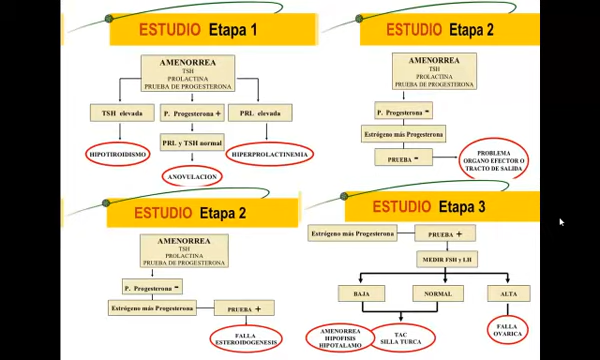 ESTUDIO Etapa 1
AMENORREA
TSH
PROLACTINA
PRUEBA DE PROGESTERONA
TSH elevada
P. Progesterona +
PRL elevada
PRL y TSH normal
HIPOTIROIDISMO
HIPERPROLACTINEMIA
ANOVULACION
ESTUDIO Etapa 2
AMENORREA
TSH
PROLACTINA
PRUEBA DE PROGESTERONA
P. Progesterona -
Estrógeno más Progesterona
PRUEBA -
PROBLEMA
ORGANO EFECTOR O
TRACTO DE SALIDA
ESTUDIO Etapa 2
AMENORREA
TSH
PROLACTINA
PRUEBA DE PROGESTERONA
P. Progesterona -
Estrógeno más Progesterona
PRUEBA +
FALLA
ESTEROIDOGENESIS
ESTUDIO Etapa 3
Estrógeno más Progesterona
PRUEBA +
MEDIR FSH y LH
BAJA
NORMAL
ALTA
AMENORREA
HIPOFISIS
HIPOTALAMO
TAC
SILLA TURCA
FALLA
OVARICA